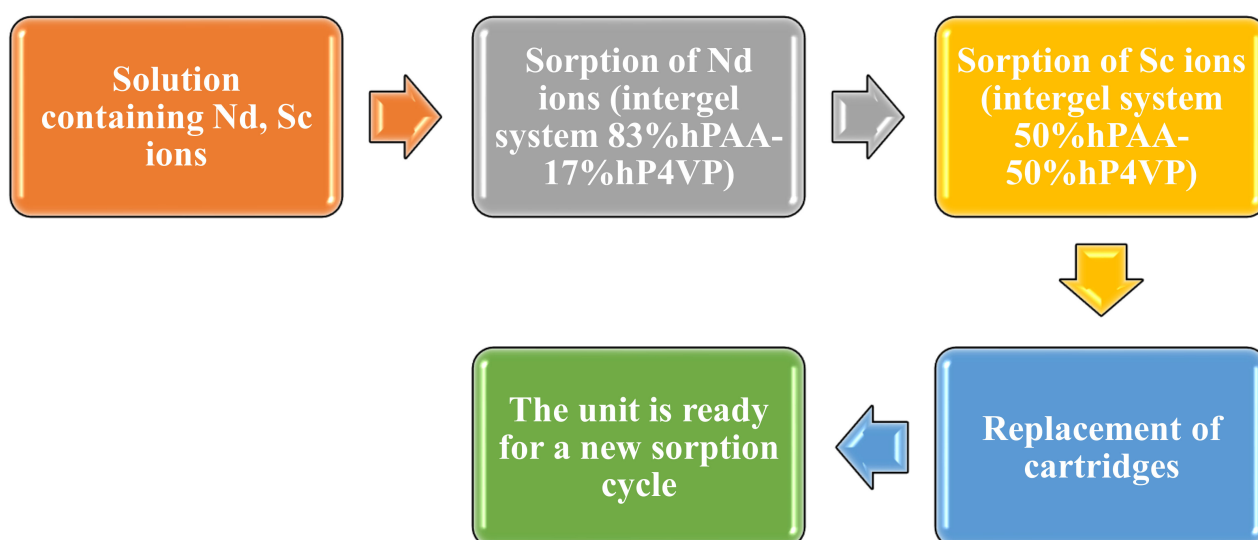 Solution
containing Nd, Sc
ions
Sorption of Nd
ions (intergel
system 83%hPAA-
17%hP4VP)
Sorption of Sc ions
(intergel system
50%hPAA-
50%hP4VP)
Replacement of
cartridges
The unit is ready
for a new sorption
cycle